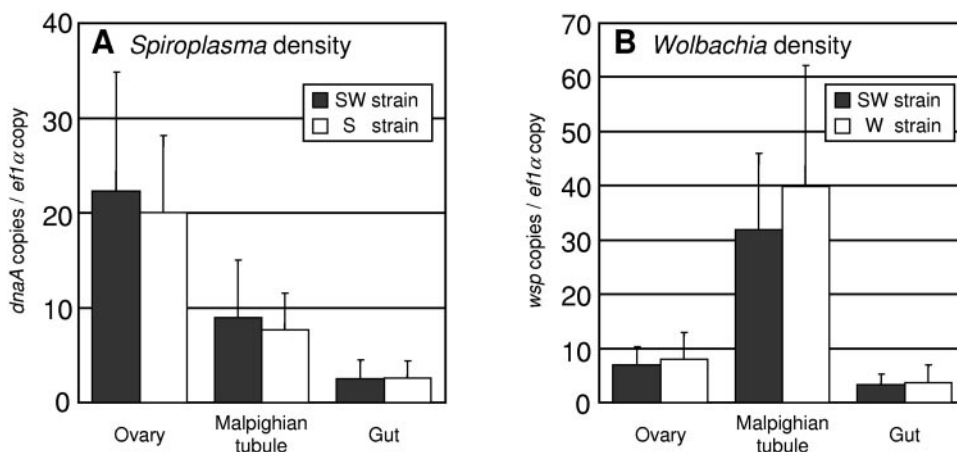 A Spiroplasma density
dnaA copies / ef1α copy
40
30
20
10
0
SW strain
S strain
Ovary
Malpighian
tubule
Gut
B Wolbachia density
wsp copies / ef1α copy
70
60
50
40
30
20
10
0
SW strain
W strain
Ovary
Malpighian
tubule
Gut